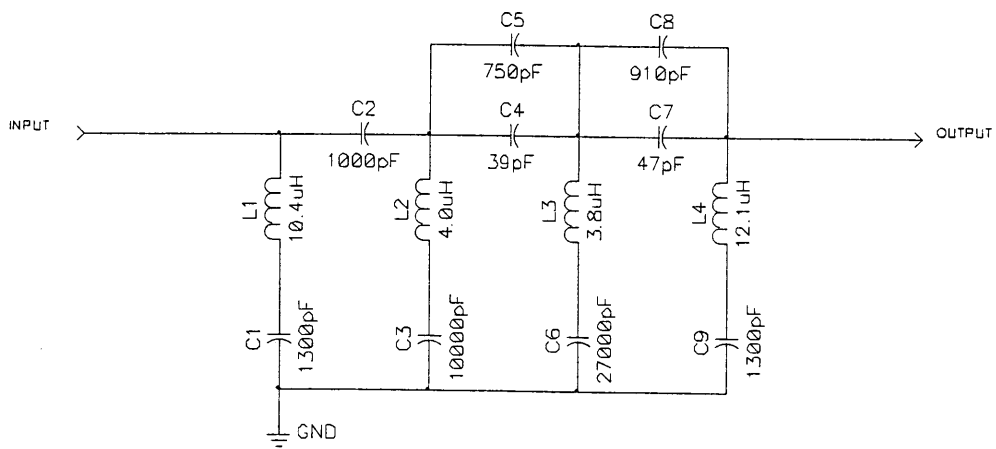 C5
C8
750pF
910pF
INPUT
C2
C4
C7
OUTPUT
1000pF
39pF
47pF
L1
10.4uH
L2
4.0uH
L3
3.8uH
L4
12.1uH
C1
1300pF
C3
10000pF
C6
27000pF
C9
1300pF
GND